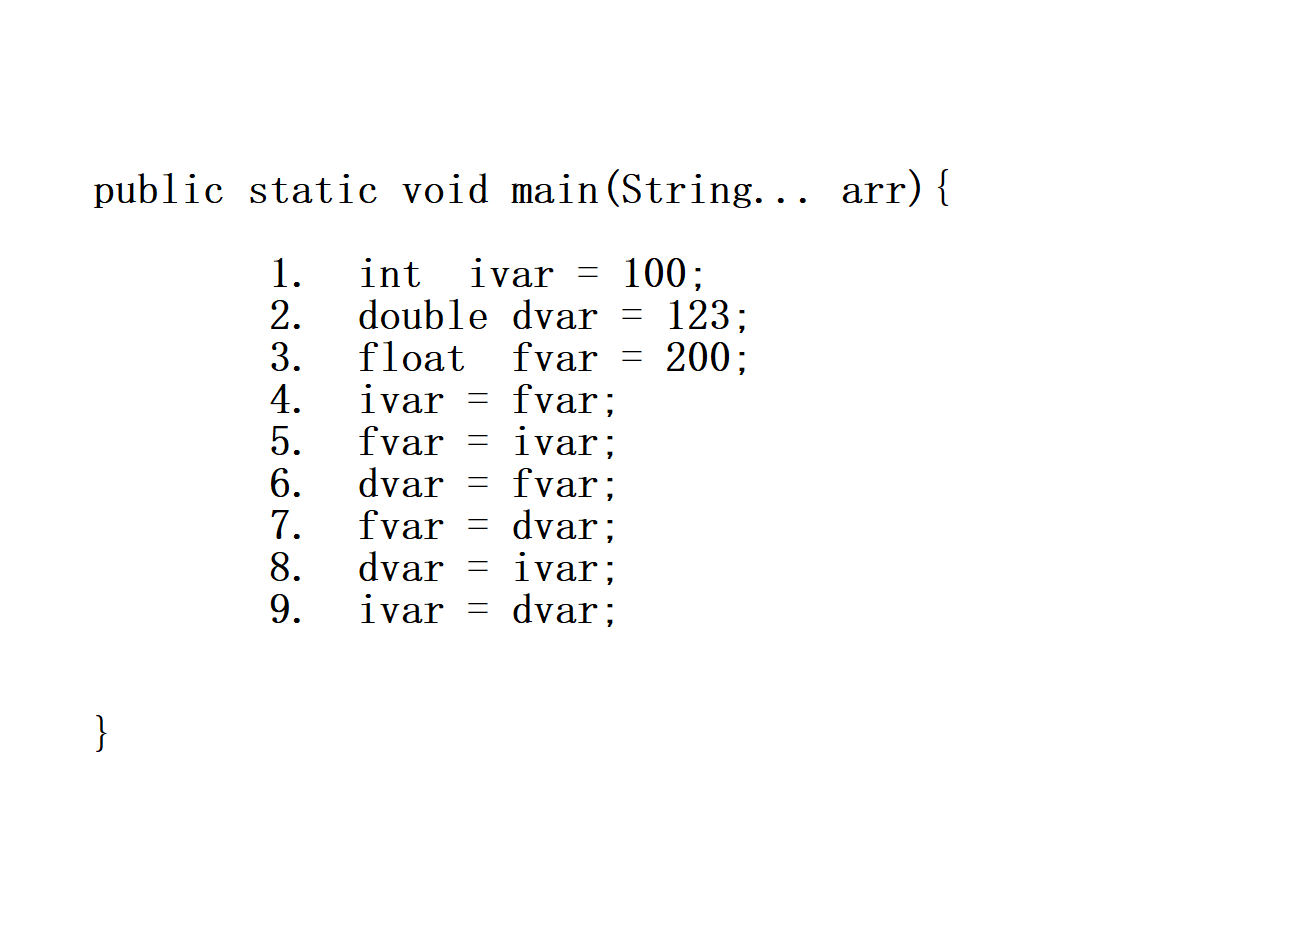 public static void main(String... arr){
1. int ivar = 100;
2. double dvar = 123;
3. float fvar = 200;
4. ivar = fvar;
5. fvar = ivar;
6. dvar = fvar;
7. fvar = dvar;
8. dvar = ivar;
9. ivar = dvar;
}